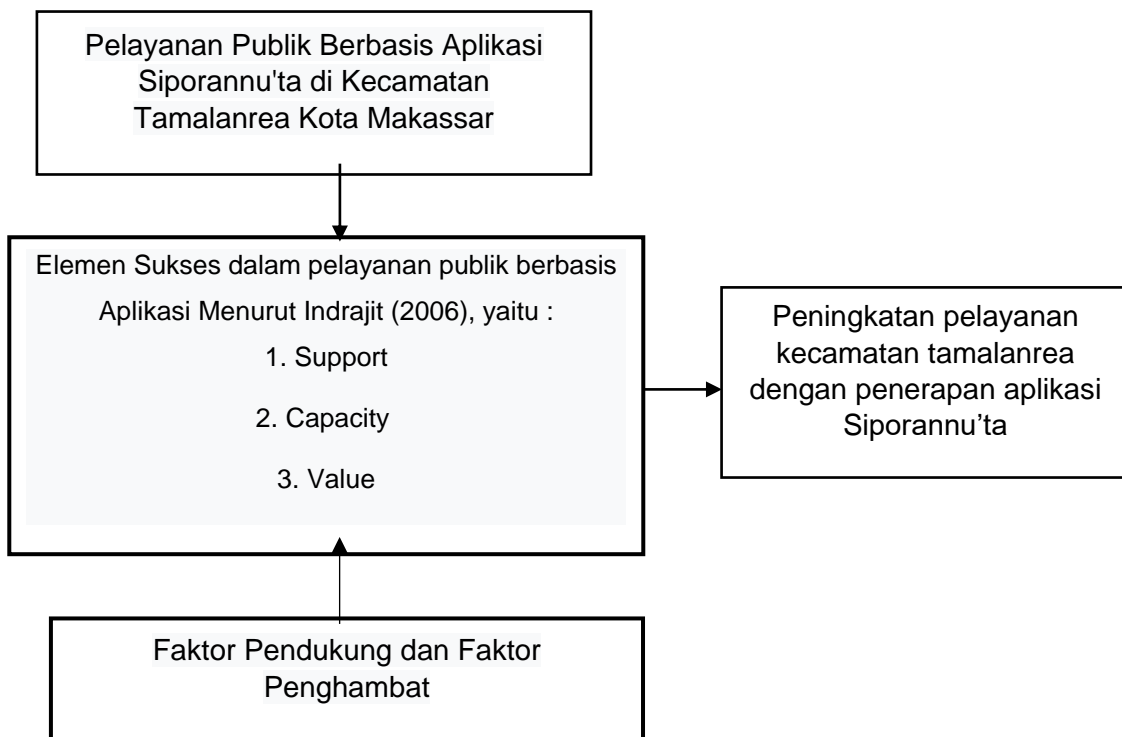 Pelayanan Publik Berbasis Aplikasi
Siporannu'ta di Kecamatan
Tamalanrea Kota Makassar
Elemen Sukses dalam pelayanan publik berbasis
Aplikasi Menurut Indrajit (2006), yaitu :
1. Support
2. Capacity
3. Value
Peningkatan pelayanan
kecamatan tamalanrea
dengan penerapan aplikasi
Siporannu’ta
Faktor Pendukung dan Faktor
Penghambat